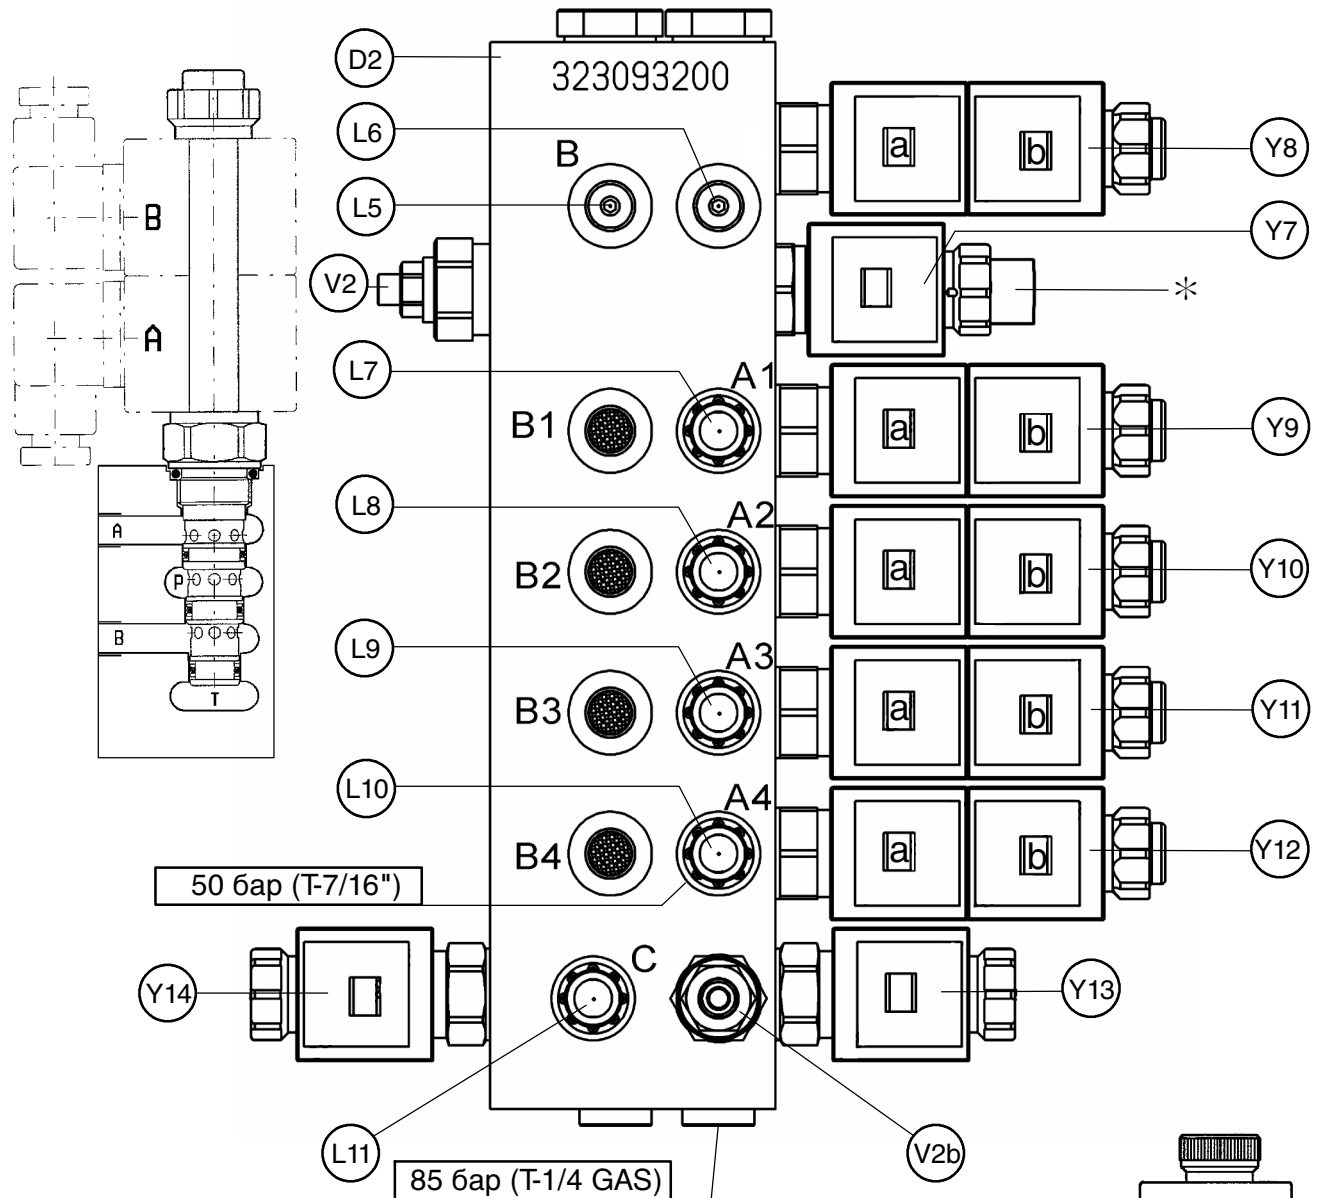 D2
323093200
L6
B
a
b
Y8
L5
Y7
B
V2
*
A
L7
A1
B1
a
b
Y9
L8
A2
A
B2
a
b
Y10
P
B
L9
A3
T
B3
a
b
Y11
L10
A4
B4
a
b
Y12
50 бар (T-7/16")
C
Y14
Y13
L11
V2b
85 бар (T-1/4 GAS)